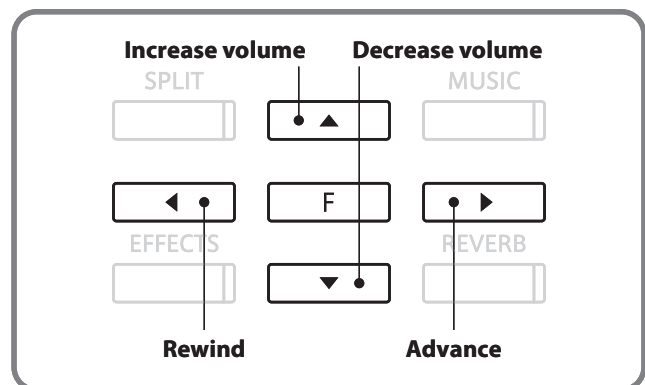 Increase volume Decrease volume
SPLIT MUSIC
F
EFFECTS REVERB
Rewind Advance